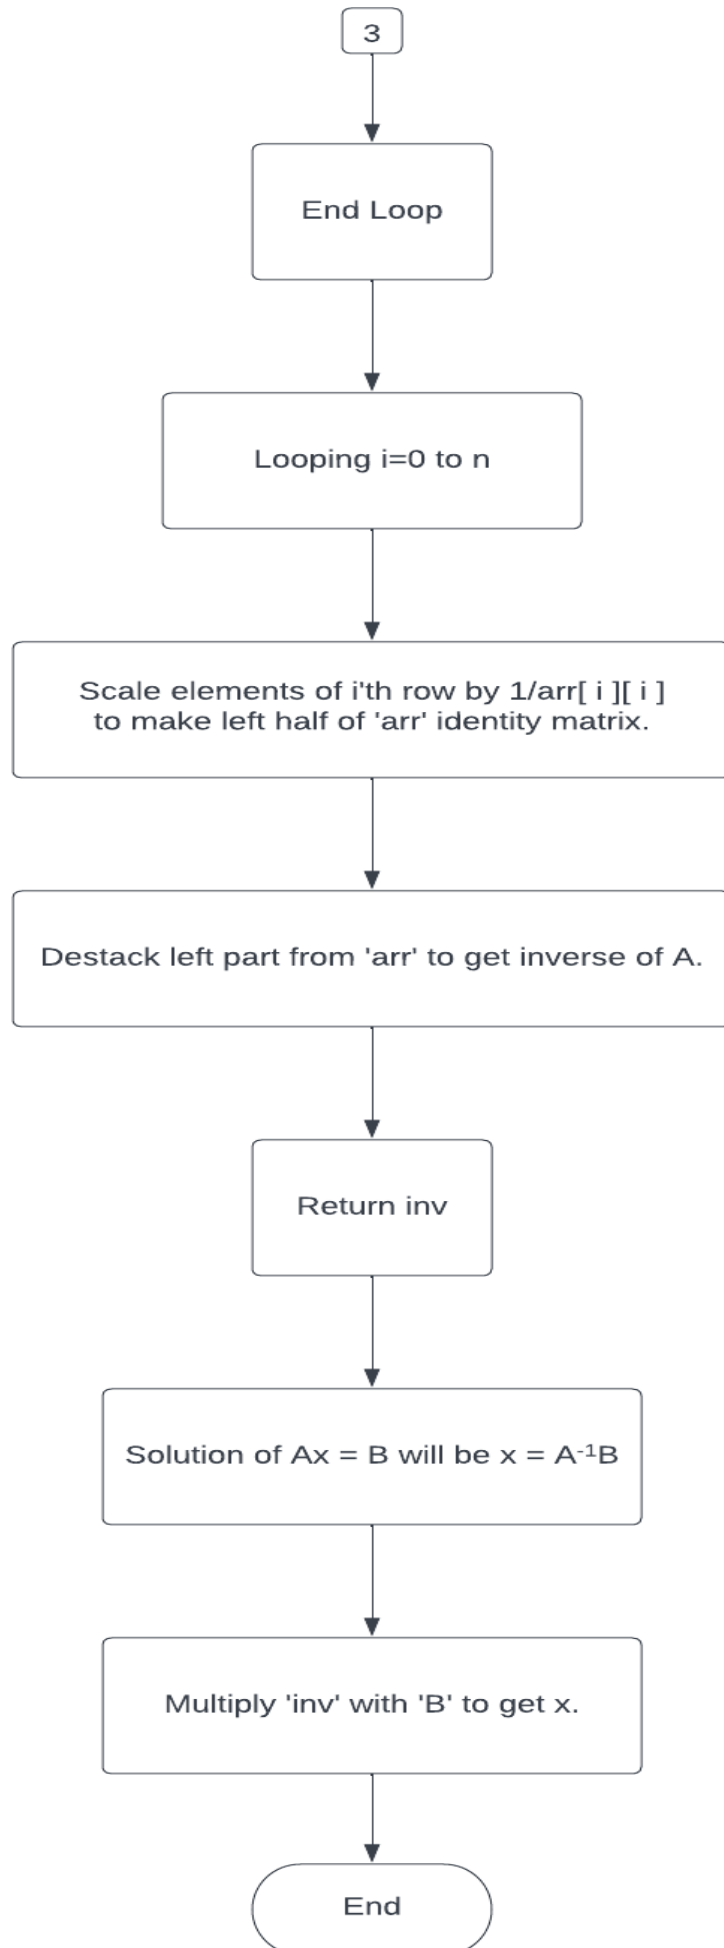 3
End Loop
Looping i=0 to n
Scale elements of i'th row by 1/arr[ i ][ i ]
to make left half of 'arr' identity matrix.
Destack left part from 'arr' to get inverse of A.
Return inv
Solution of Ax = B will be x = A⁻¹B
Multiply 'inv' with 'B' to get x.
End